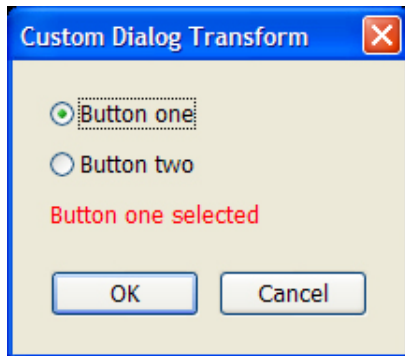 Custom Dialog Transform
Button one
Button two
Button one selected
OK Cancel